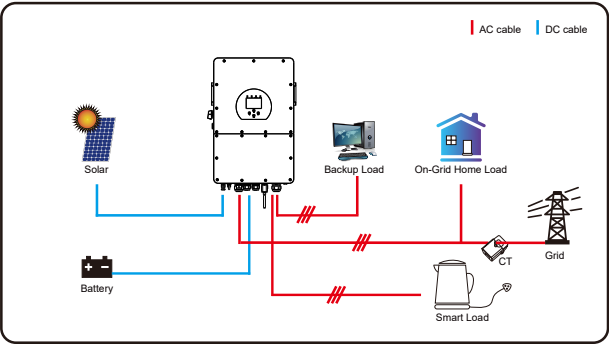 AC cable
DC cable
Solar
Backup Load
On-Grid Home Load
CT
Grid
Battery
Smart Load